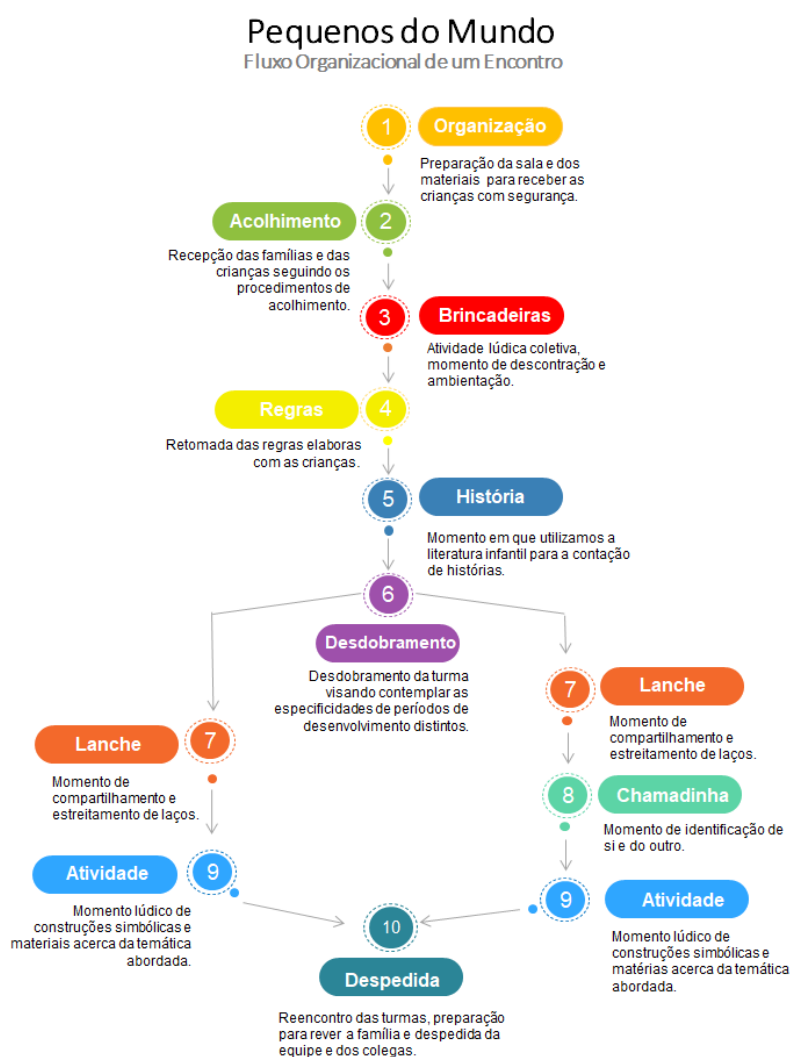 Pequenos do Mundo
Fluxo Organizacional de um Encontro
1
Organização
Preparação da sala e dos
materiais para receber as
crianças com segurança.
Acolhimento
2
Recepção das famílias e das
crianças seguindo os
procedimentos de
acolhimento.
3
Brincadeiras
Atividade lúdica coletiva,
momento de descontração e
ambientação.
Regras
4
Retomada das regras elaboras
com as crianças.
5
História
Momento em que utilizamos a
literatura infantil para a contação
de histórias.
6
Desdobramento
Desdobramento da turma
visando contemplar as
especificidades de períodos de
desenvolvimento distintos.
Lanche
7
Momento de
compartilhamento e
estreitamento de laços.
Atividade
9
Momento lúdico de
construções simbólicas e
materiais acerca da temática
abordada.
7
Lanche
Momento de
compartilhamento e
estreitamento de laços.
8
Chamadinha
Momento de identificação de
si e do outro.
9
Atividade
Momento lúdico de
construções simbólicas e
matérias acerca da temática
abordada.
10
Despedida
Reencontro das turmas, preparação
para rever a família e despedida da
equipe e dos colegas.